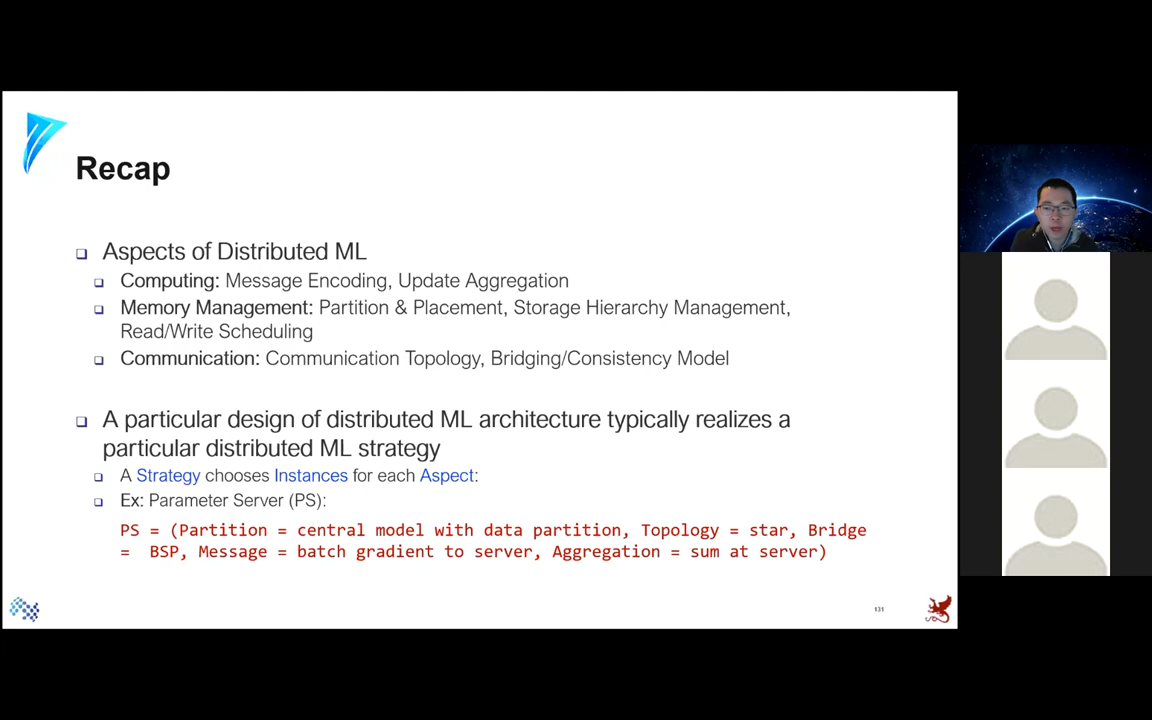 Recap
Aspects of Distributed ML
Computing: Message Encoding, Update Aggregation
Memory Management: Partition & Placement, Storage Hierarchy Management,
Read/Write Scheduling
Communication: Communication Topology, Bridging/Consistency Model
A particular design of distributed ML architecture typically realizes a
particular distributed ML strategy
A Strategy chooses Instances for each Aspect:
Ex: Parameter Server (PS):
PS = (Partition = central model with data partition, Topology = star, Bridge
= BSP, Message = batch gradient to server, Aggregation = sum at server)
131